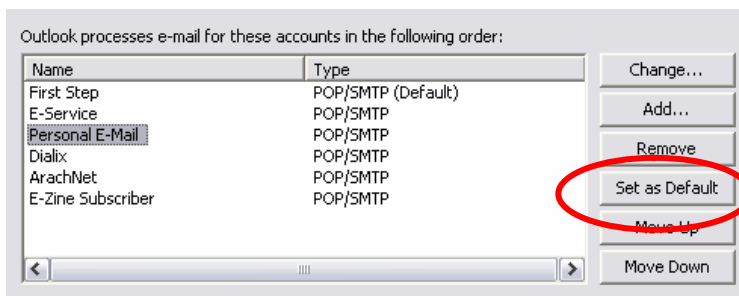 Outlook processes e-mail for these accounts in the following order:
Name Type
First Step POP/SMTP (Default)
E-Service POP/SMTP
Personal E-Mail POP/SMTP
Dialix POP/SMTP
ArachNet POP/SMTP
E-Zine Subscriber POP/SMTP
Change...
Add...
Remove
Set as Default
Move Up
Move Down